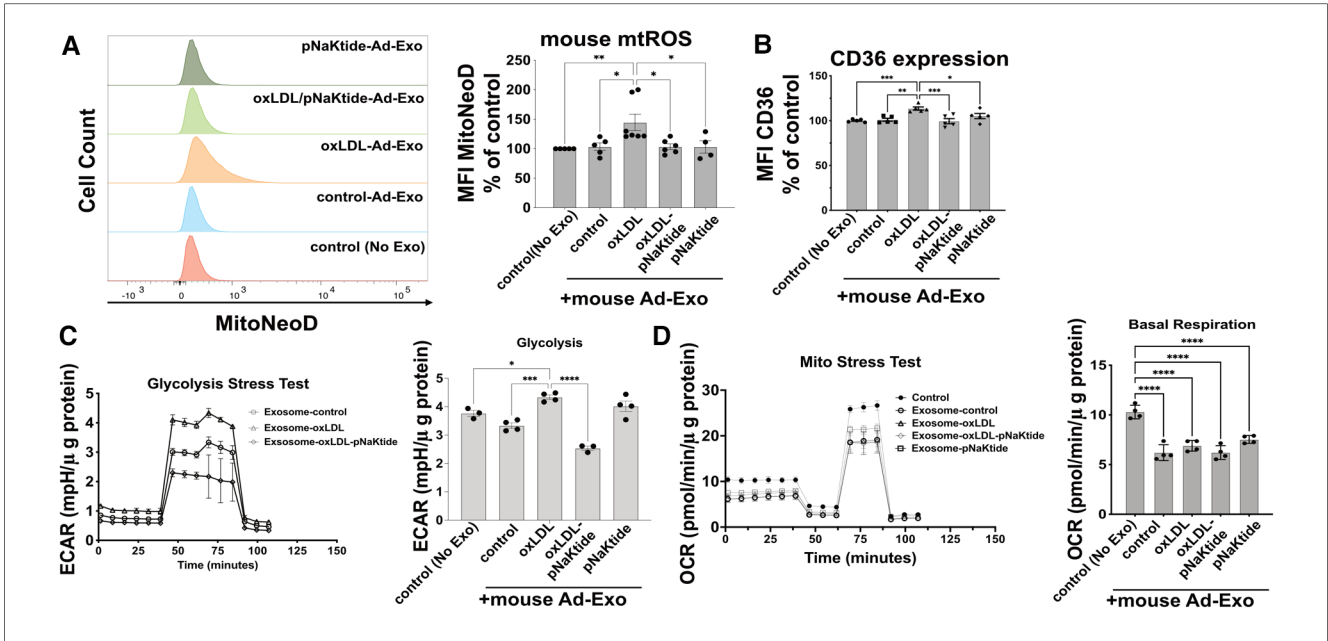 A
Cell Count
pNaKtide-Ad-Exo
oxLDL/pNaKtide-Ad-Exo
oxLDL-Ad-Exo
control-Ad-Exo
control (No Exo)
-10 3
0
10 3
10 4
10 5
MitoNeoD
mouse mtROS
MFI MitoNeoD
% of control
250
200
150
100
50
0
**
*
*
*
control(No Exo)
control
oxLDL
oxLDL-
pNaKtide
pNaKtide
+mouse Ad-Exo
B
CD36 expression
MFI CD36
% of control
150
100
50
0
***
*
**
***
control (No Exo)
control
oxLDL
oxLDL-
pNaKtide
pNaKtide
+mouse Ad-Exo
C
Glycolysis Stress Test
ECAR (mpH/μ g protein)
5
4
3
2
1
0
0
25
50
75
100
150
Time (minutes)
Exosome-control
Exosome-oxLDL
Exsosome-oxLDL-pNaKtide
Glycolysis
ECAR (mpH/μ g protein)
5
4
3
2
0
*
***
****
control (No Exo)
control
oxLDL
oxLDL-
pNaKtide
pNaKtide
+mouse Ad-Exo
D
Mito Stress Test
OCR (pmol/min/μ g protein)
30
20
10
0
0
25
50
75
100
150
Time (minutes)
Control
Exosome-control
Exosome-oxLDL
Exosome-oxLDL-pNaKtide
Exosome-pNaKtide
Basal Respiration
OCR (pmol/min/μ g protein)
15
10
5
0
****
****
****
****
control (No Exo)
control
oxLDL
oxLDL-
pNaKtide
pNaKtide
+mouse Ad-Exo